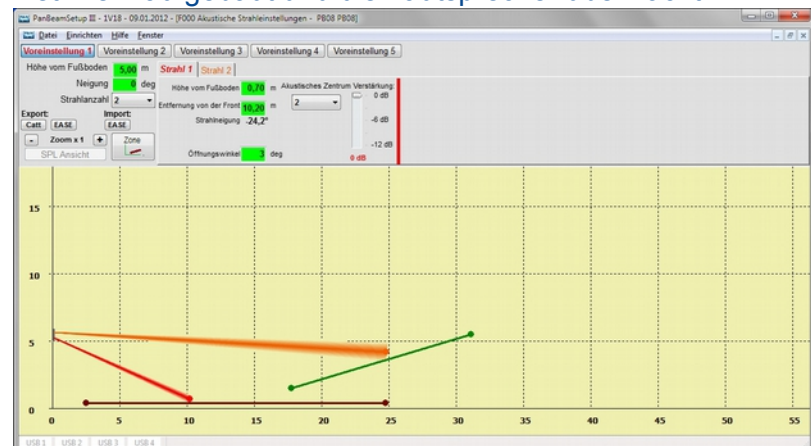 PanBeamSetup III - 1V18 - 09.01.2012 - [F000 Akustische Strahleinstellungen - PB08 PB08]
Datei Einrichten Hilfe Fenster
Voreinstellung 1 Voreinstellung 2 Voreinstellung 3 Voreinstellung 4 Voreinstellung 5
Höhe vom Fußboden 5,00 m
Neigung 0 deg
Strahlanzahl 2
Export: Import:
Catt EASE EASE
- Zoom x 1 + Zone
SPL Ansicht
Strahl 1 Strahl 2
Höhe vom Fußboden 0,70 m
Entfernung von der Front 10,20 m
Strahlneigung -24,2°
Öffnungswinkel 3 deg
Akustisches Zentrum
2
Verstärkung:
0 dB
-6 dB
-12 dB
0 dB
15
10
5
0
0 5 10 15 20 25 30 35 40 45 50 55
USB 1 USB 2 USB 3 USB 4